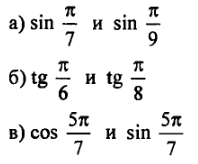 а) sin π/7 и sin π/9
б) tg π/6 и tg π/8
в) cos 5π/7 и sin 5π/7